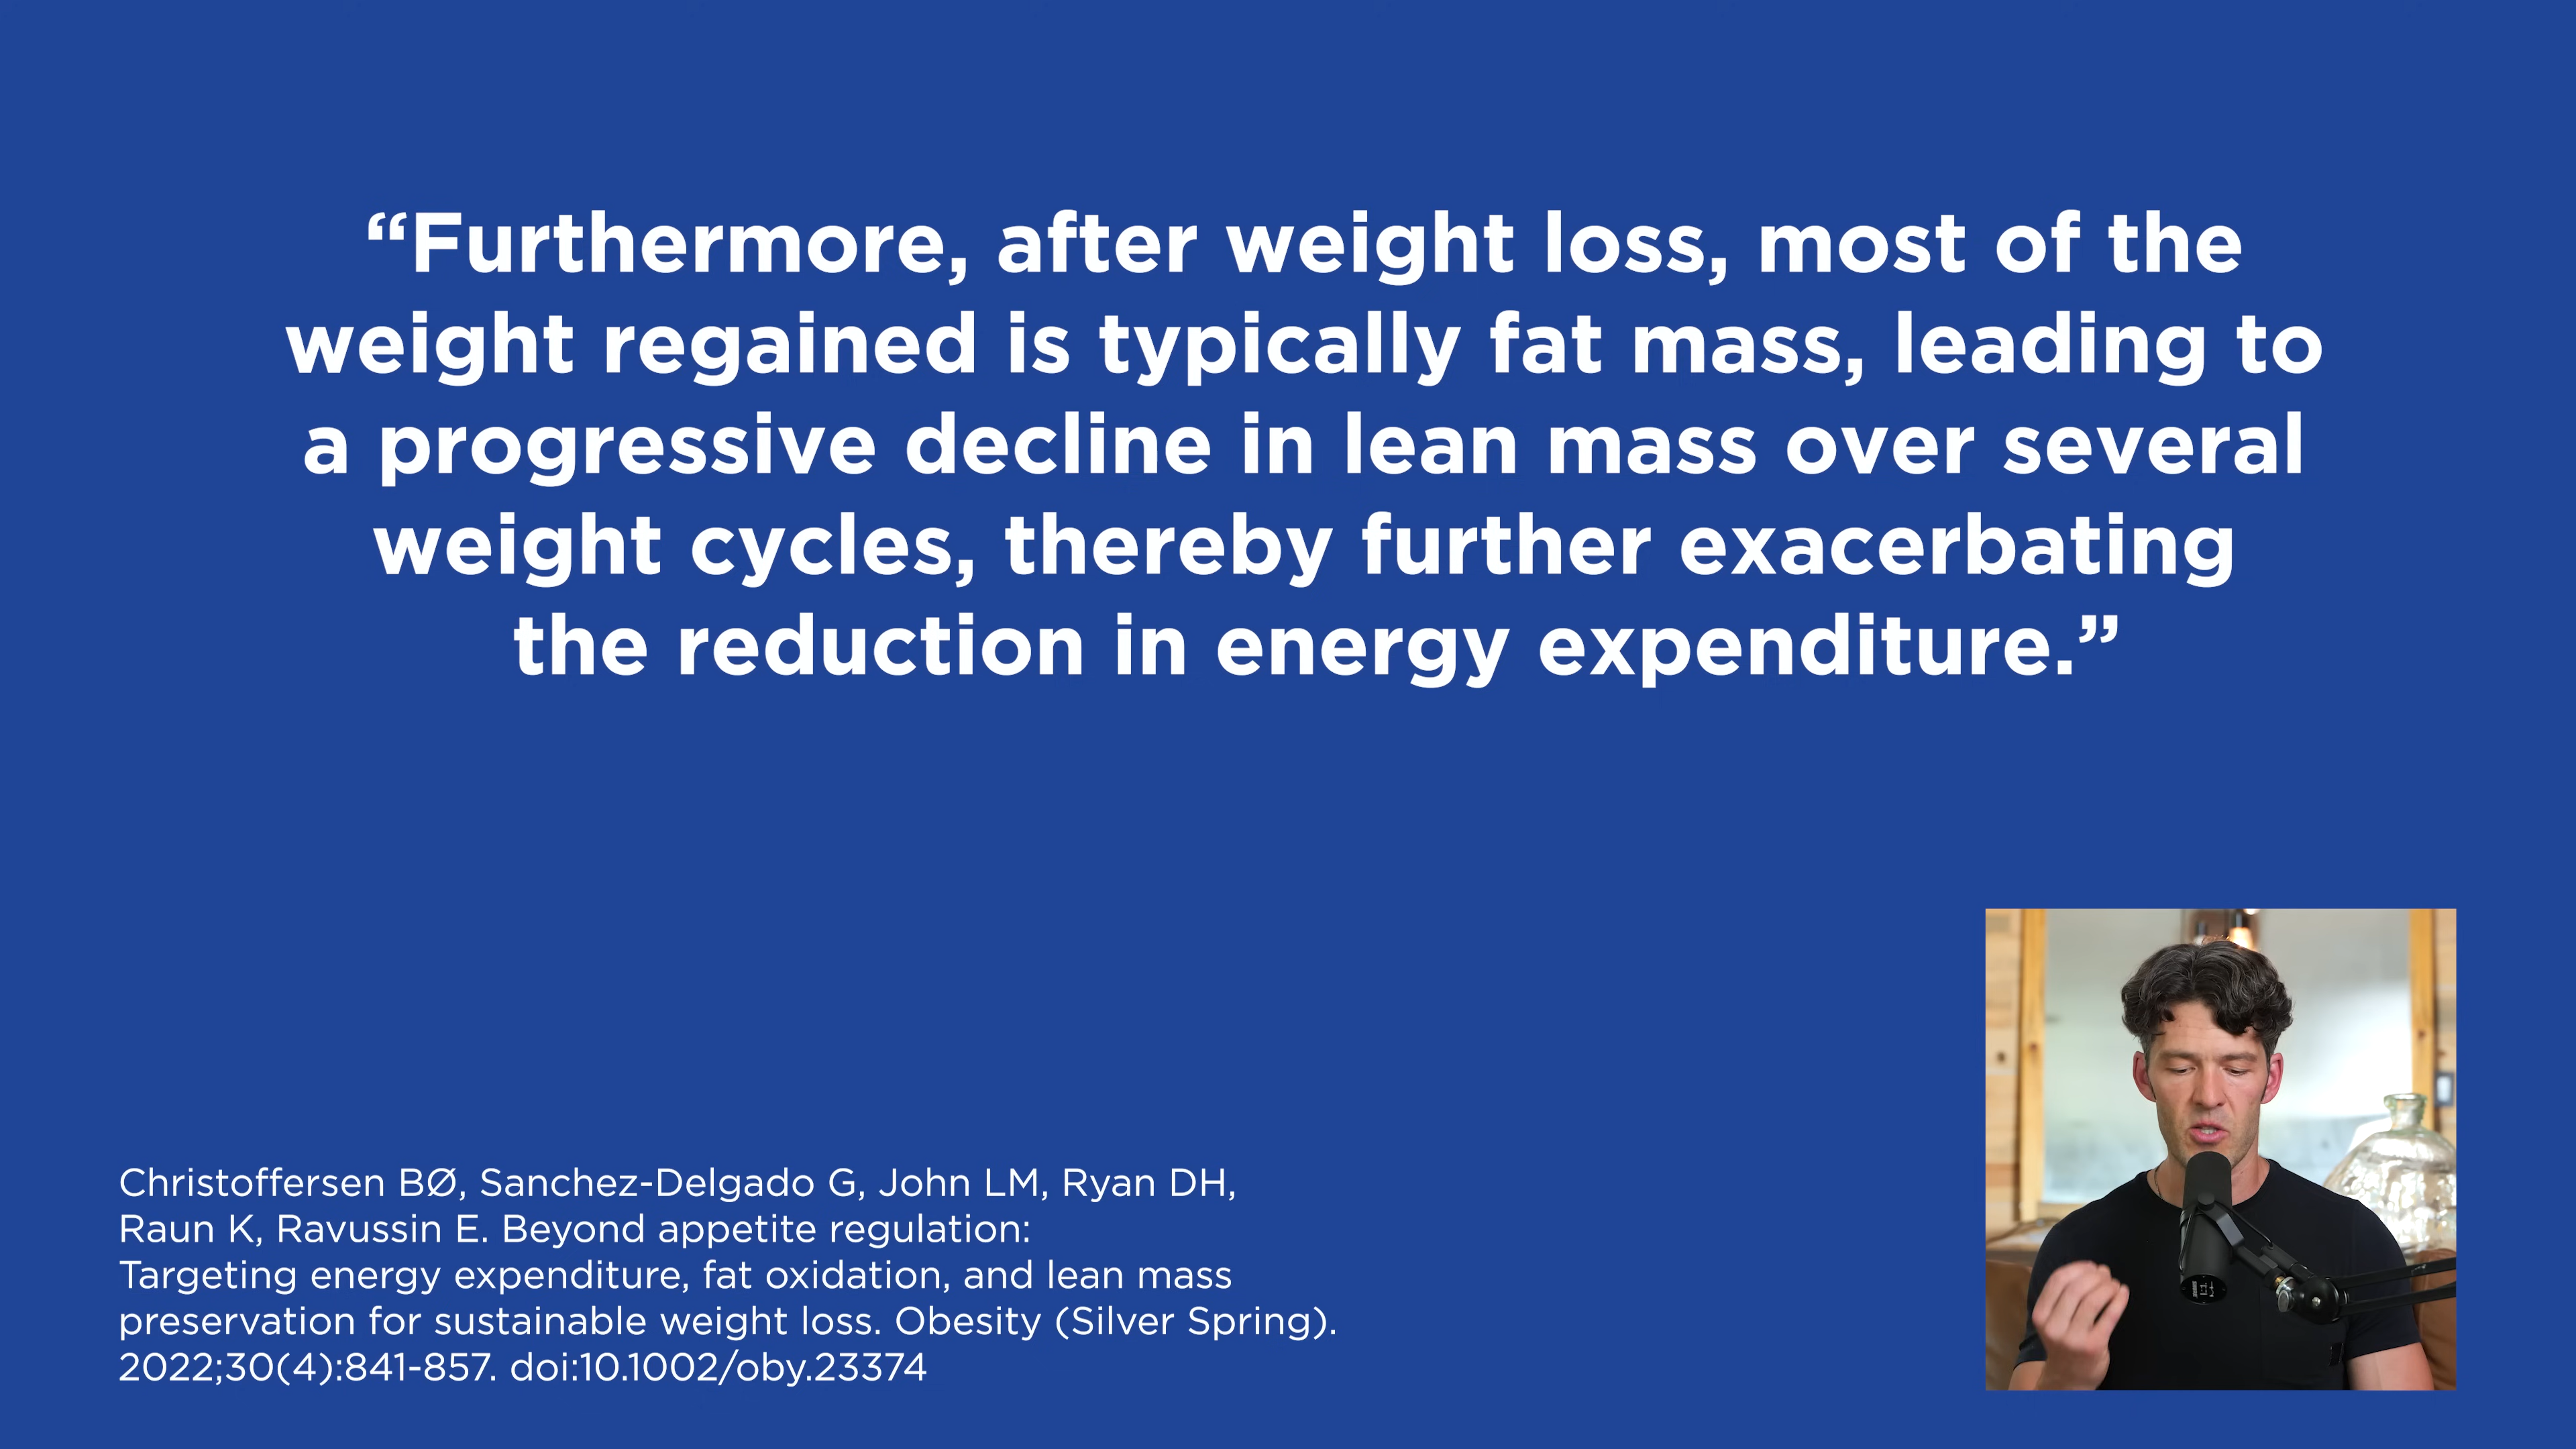 “Furthermore, after weight loss, most of the
weight regained is typically fat mass, leading to
a progressive decline in lean mass over several
weight cycles, thereby further exacerbating
the reduction in energy expenditure.”
Christoffersen BØ, Sanchez-Delgado G, John LM, Ryan DH,
Raun K, Ravussin E. Beyond appetite regulation:
Targeting energy expenditure, fat oxidation, and lean mass
preservation for sustainable weight loss. Obesity (Silver Spring).
2022;30(4):841-857. doi:10.1002/oby.23374